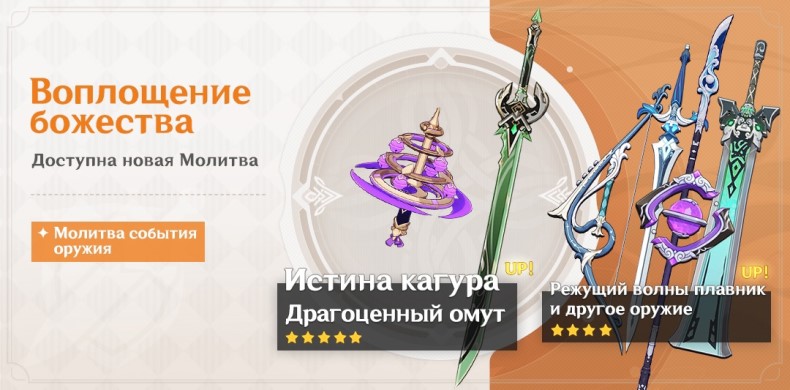 Воплощение
божества
Доступна новая Молитва
Молитва события
оружия
UP!
Истина кагура
Драгоценный омут
UP!
Режущий волны плавник
и другое оружие